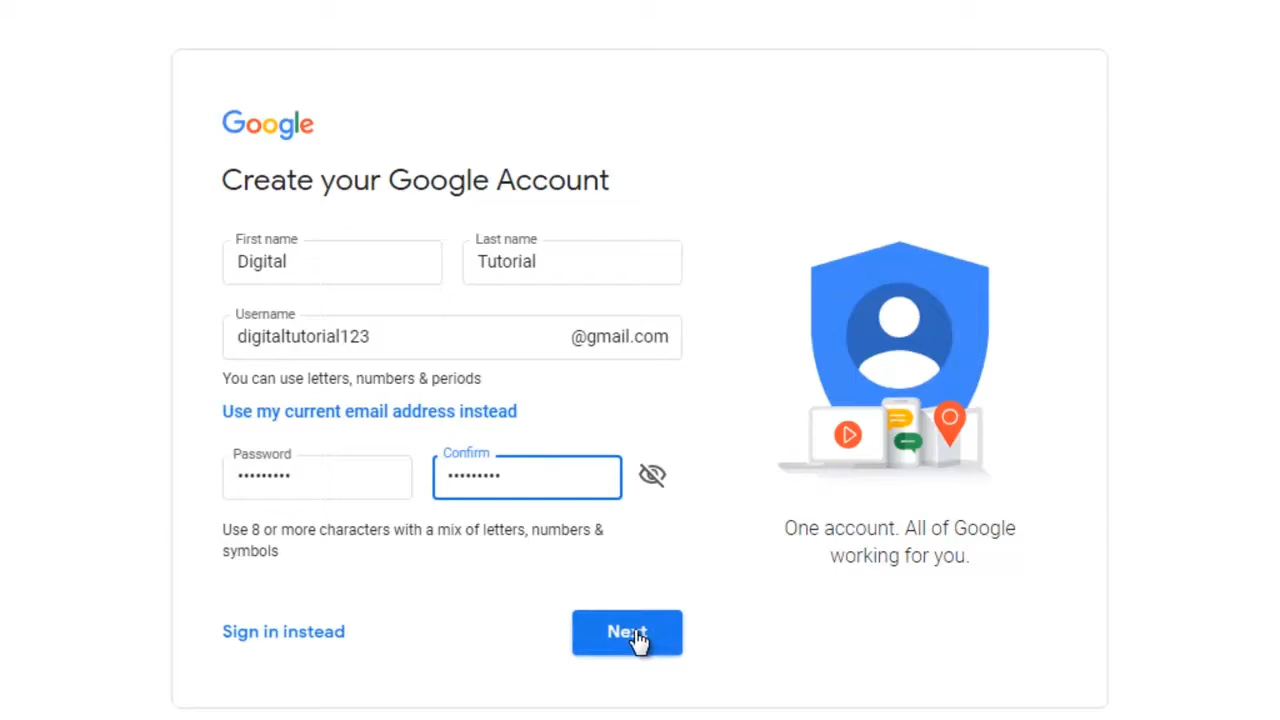 Google
Create your Google Account
First name
Last name
Digital
Tutorial
Username
digitaltutorial123 @gmail.com
You can use letters, numbers & periods
Use my current email address instead
Password
Confirm
•••••••••
•••••••••
Use 8 or more characters with a mix of letters, numbers &
symbols
One account. All of Google
working for you.
Sign in instead
Next